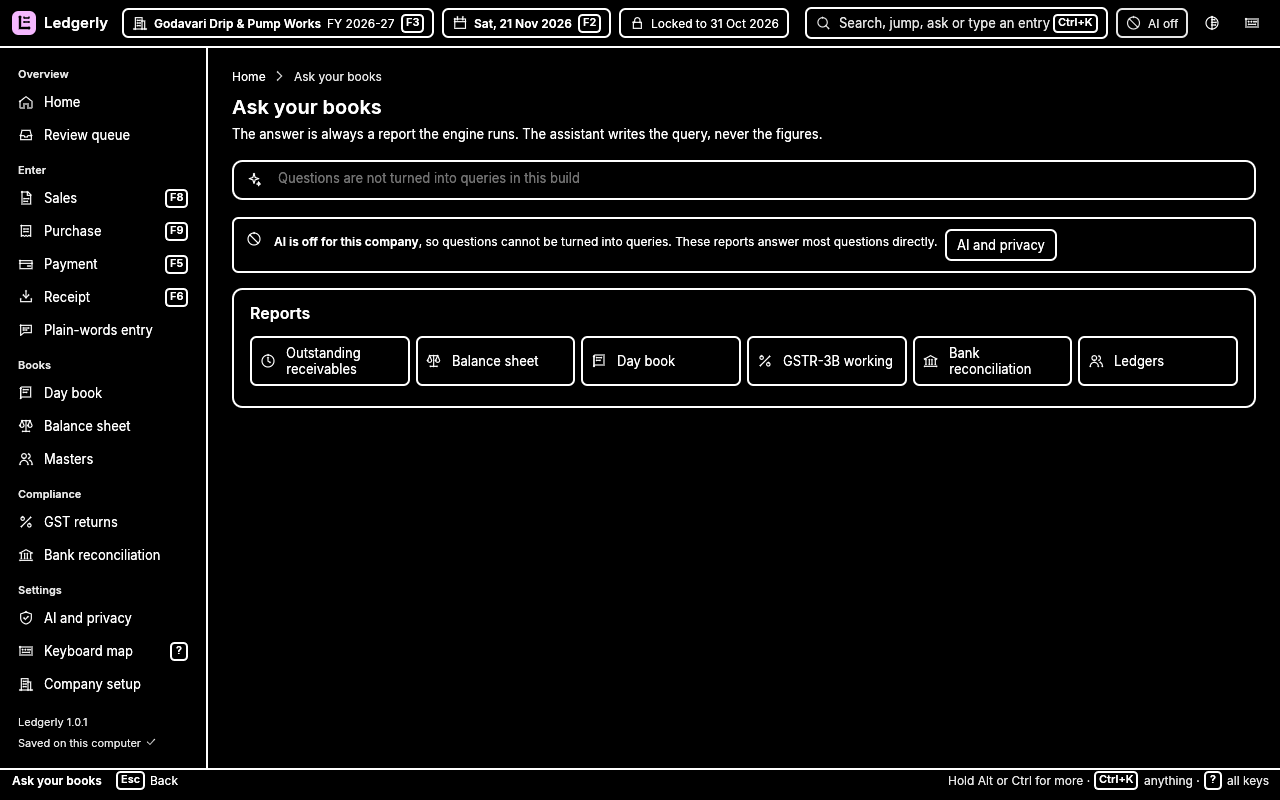 Ledgerly
Godavari Drip & Pump Works FY 2026-27 F3
Sat, 21 Nov 2026 F2
Locked to 31 Oct 2026
Search, jump, ask or type an entry Ctrl+K
AI off
Overview
Home
Review queue
Enter
Sales F8
Purchase F9
Payment F5
Receipt F6
Plain-words entry
Books
Day book
Balance sheet
Masters
Compliance
GST returns
Bank reconciliation
Settings
AI and privacy
Keyboard map ?
Company setup
Ledgerly 1.0.1
Saved on this computer
Home > Ask your books
Ask your books
The answer is always a report the engine runs. The assistant writes the query, never the figures.
Questions are not turned into queries in this build
AI is off for this company, so questions cannot be turned into queries. These reports answer most questions directly. AI and privacy
Reports
Outstanding
receivables
Balance sheet
Day book
GSTR-3B working
Bank
reconciliation
Ledgers
Ask your books Esc Back
Hold Alt or Ctrl for more · Ctrl+K anything · ? all keys